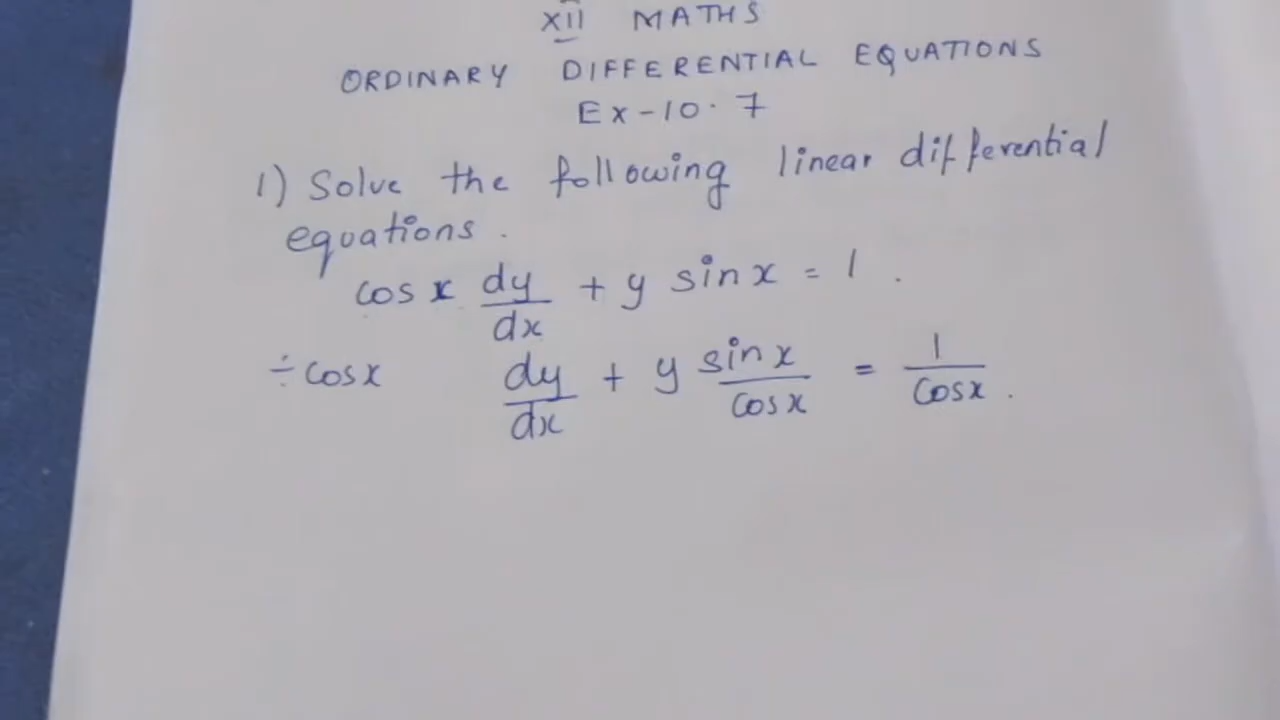 XII MATHS
ORDINARY DIFFERENTIAL EQUATIONS
Ex-10.7
1) Solve the following linear differential
equations.
cos x dy/dx + y sin x = 1.
÷ cos x dy/dx + y sin x/cos x = 1/cos x.